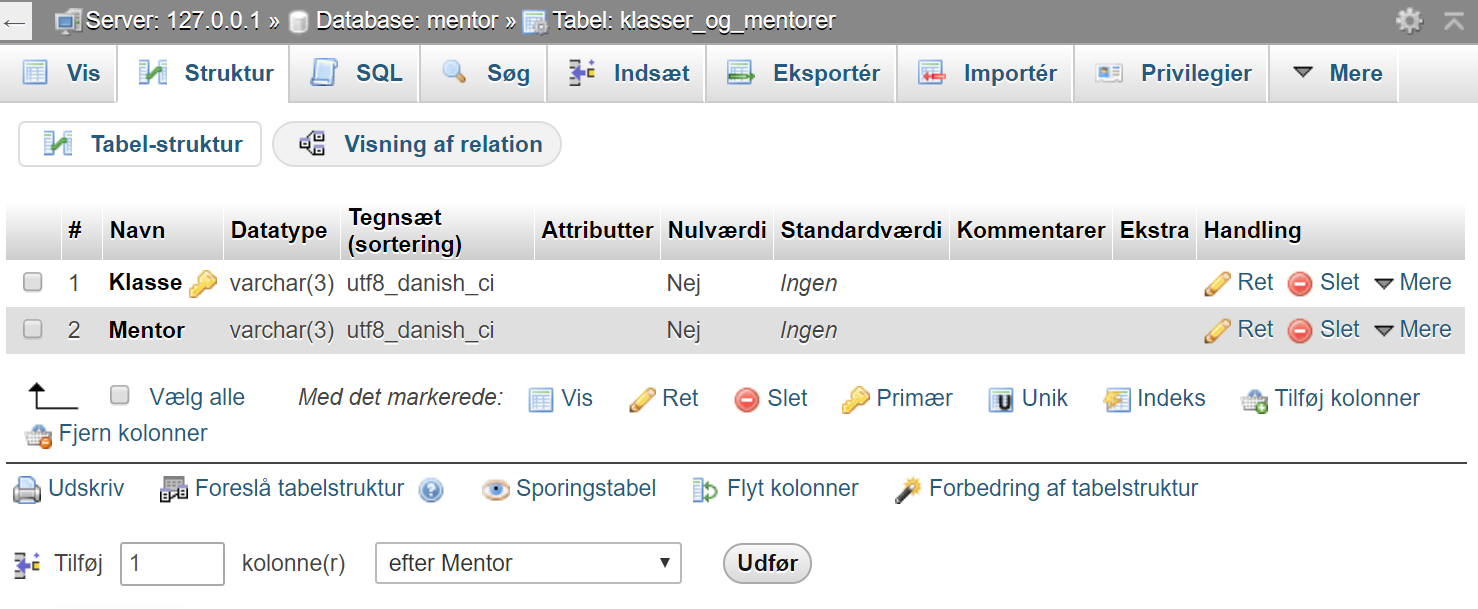 Server: 127.0.0.1 » Database: mentor » Tabel: klasser_og_mentorer
Vis Struktur SQL Søg Indsæt Eksportér Importér Privilegier Mere
Tabel-struktur Visning af relation
# Navn Datatype Tegnsæt (sortering) Attributter Nulværdi Standardværdi Kommentarer Ekstra Handling
1 Klasse varchar(3) utf8_danish_ci Nej Ingen Ret Slet Mere
2 Mentor varchar(3) utf8_danish_ci Nej Ingen Ret Slet Mere
Vælg alle Med det markerede: Vis Ret Slet Primær Unik Indeks Tilføj kolonner
Fjern kolonner
Udskriv Foreslå tabelstruktur Sporingstabel Flyt kolonner Forbedring af tabelstruktur
Tilføj 1 kolonne(r) efter Mentor Udfør